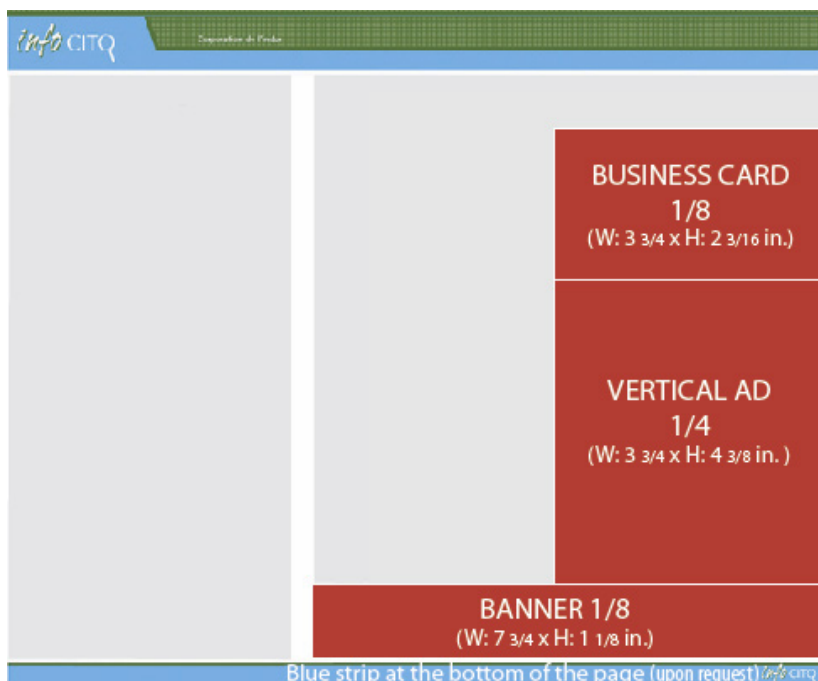 info CITQ
BUSINESS CARD
1/8
(W: 3 3/4 x H: 2 3/16 in.)
VERTICAL AD
1/4
(W: 3 3/4 x H: 4 3/8 in. )
BANNER 1/8
(W: 7 3/4 x H: 1 1/8 in.)
Blue strip at the bottom of the page (upon request) info CITQ